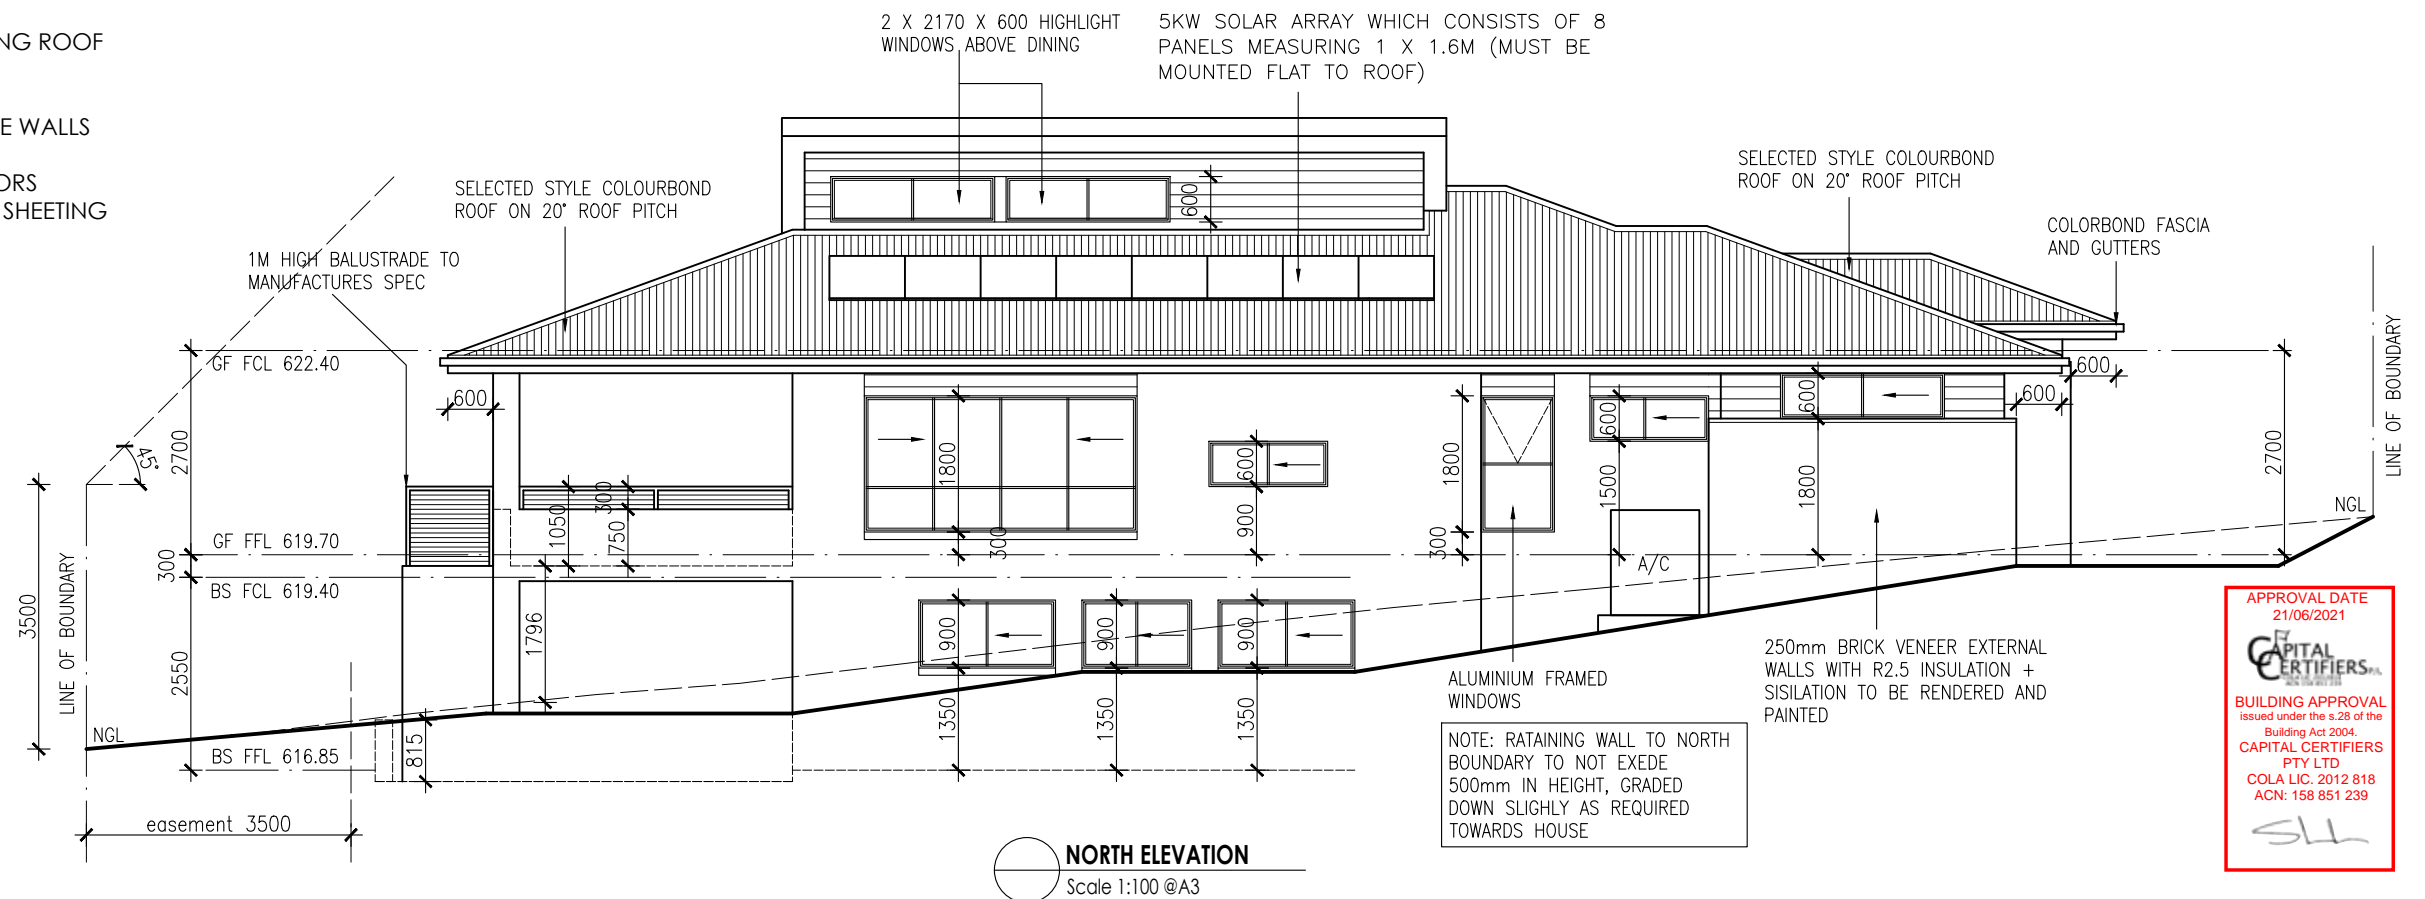 NG ROOF
E WALLS
ORS
SHEETING
2 X 2170 X 600 HIGHLIGHT
WINDOWS ABOVE DINING
5KW SOLAR ARRAY WHICH CONSISTS OF 8
PANELS MEASURING 1 X 1.6M (MUST BE
MOUNTED FLAT TO ROOF)
SELECTED STYLE COLOURBOND
ROOF ON 20° ROOF PITCH
SELECTED STYLE COLOURBOND
ROOF ON 20° ROOF PITCH
COLORBOND FASCIA
AND GUTTERS
1M HIGH BALUSTRADE TO
MANUFACTURES SPEC
600
GF FCL 622.40
600
600
600
600
2700
45°
1800
600
900
1800
600
1500
600
1800
2700
LINE OF BOUNDARY
NGL
3500
LINE OF BOUNDARY
GF FFL 619.70
300
BS FCL 619.40
1050
300
750
300
300
A/C
1796
900
900
900
2550
NGL
BS FFL 616.85
815
1350
1350
1350
easement 3500
ALUMINIUM FRAMED
WINDOWS
250mm BRICK VENEER EXTERNAL
WALLS WITH R2.5 INSULATION +
SISILATION TO BE RENDERED AND
PAINTED
NOTE: RATAINING WALL TO NORTH
BOUNDARY TO NOT EXEDE
500mm IN HEIGHT, GRADED
DOWN SLIGHLY AS REQUIRED
TOWARDS HOUSE
NORTH ELEVATION
Scale 1:100 @A3
APPROVAL DATE
21/06/2021
CAPITAL
CERTIFIERS
BUILDING APPROVAL
issued under the s.28 of the
Building Act 2004.
CAPITAL CERTIFIERS
PTY LTD
COLA LIC. 2012 818
ACN: 158 851 239